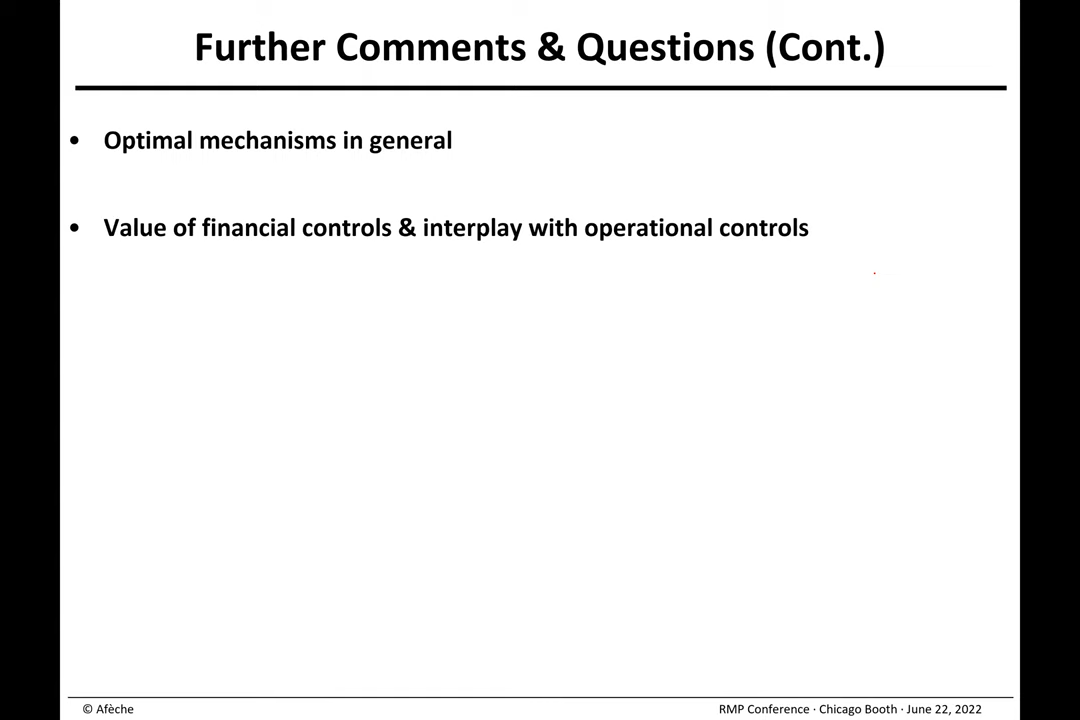 Further Comments & Questions (Cont.)
• Optimal mechanisms in general
• Value of financial controls & interplay with operational controls
© Afèche
RMP Conference · Chicago Booth · June 22, 2022